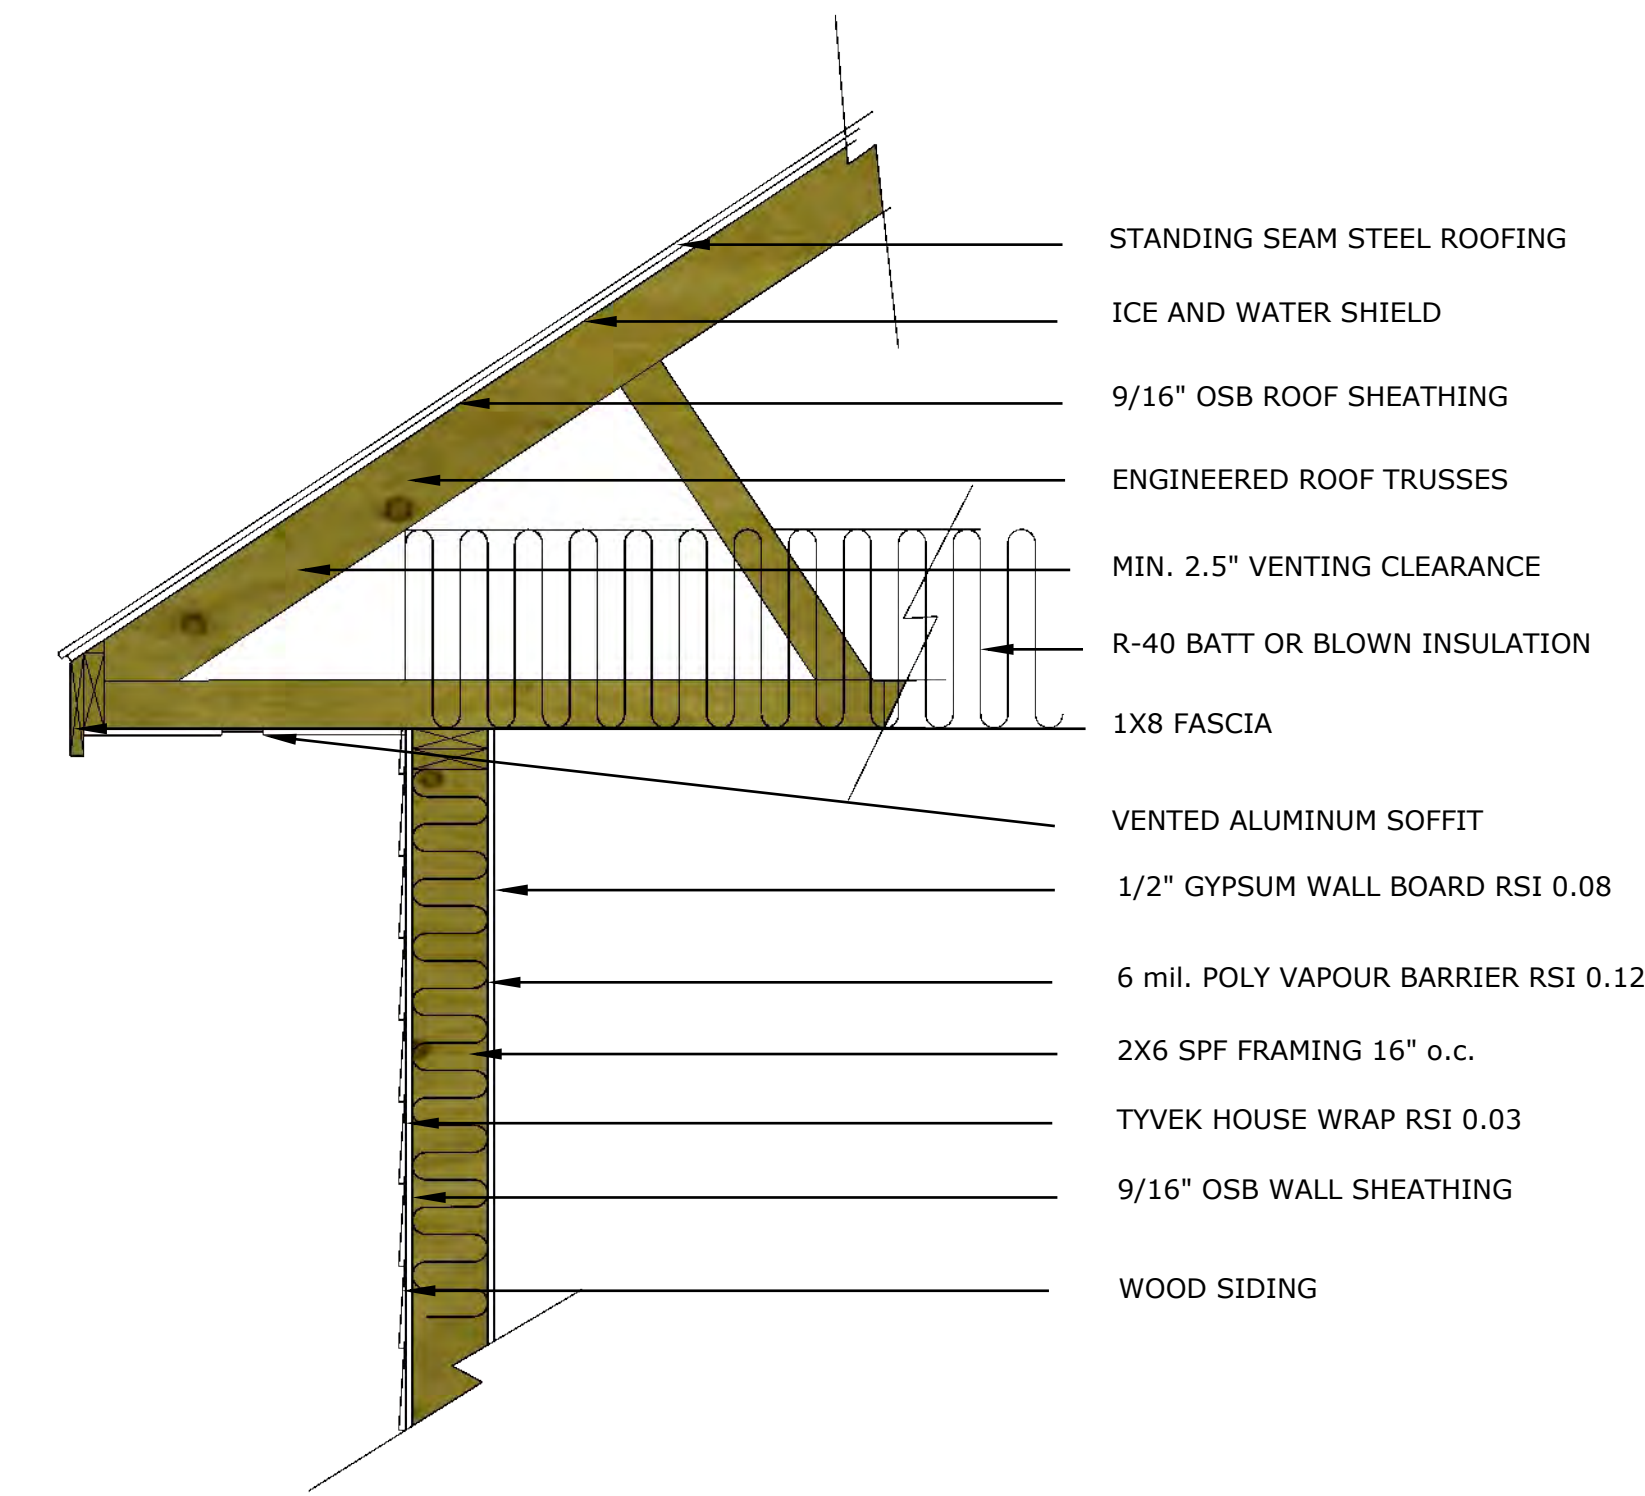 STANDING SEAM STEEL ROOFING
ICE AND WATER SHIELD
9/16" OSB ROOF SHEATHING
ENGINEERED ROOF TRUSSES
MIN. 2.5" VENTING CLEARANCE
R-40 BATT OR BLOWN INSULATION
1X8 FASCIA
VENTED ALUMINUM SOFFIT
1/2" GYPSUM WALL BOARD RSI 0.08
6 mil. POLY VAPOUR BARRIER RSI 0.12
2X6 SPF FRAMING 16" o.c.
TYVEK HOUSE WRAP RSI 0.03
9/16" OSB WALL SHEATHING
WOOD SIDING